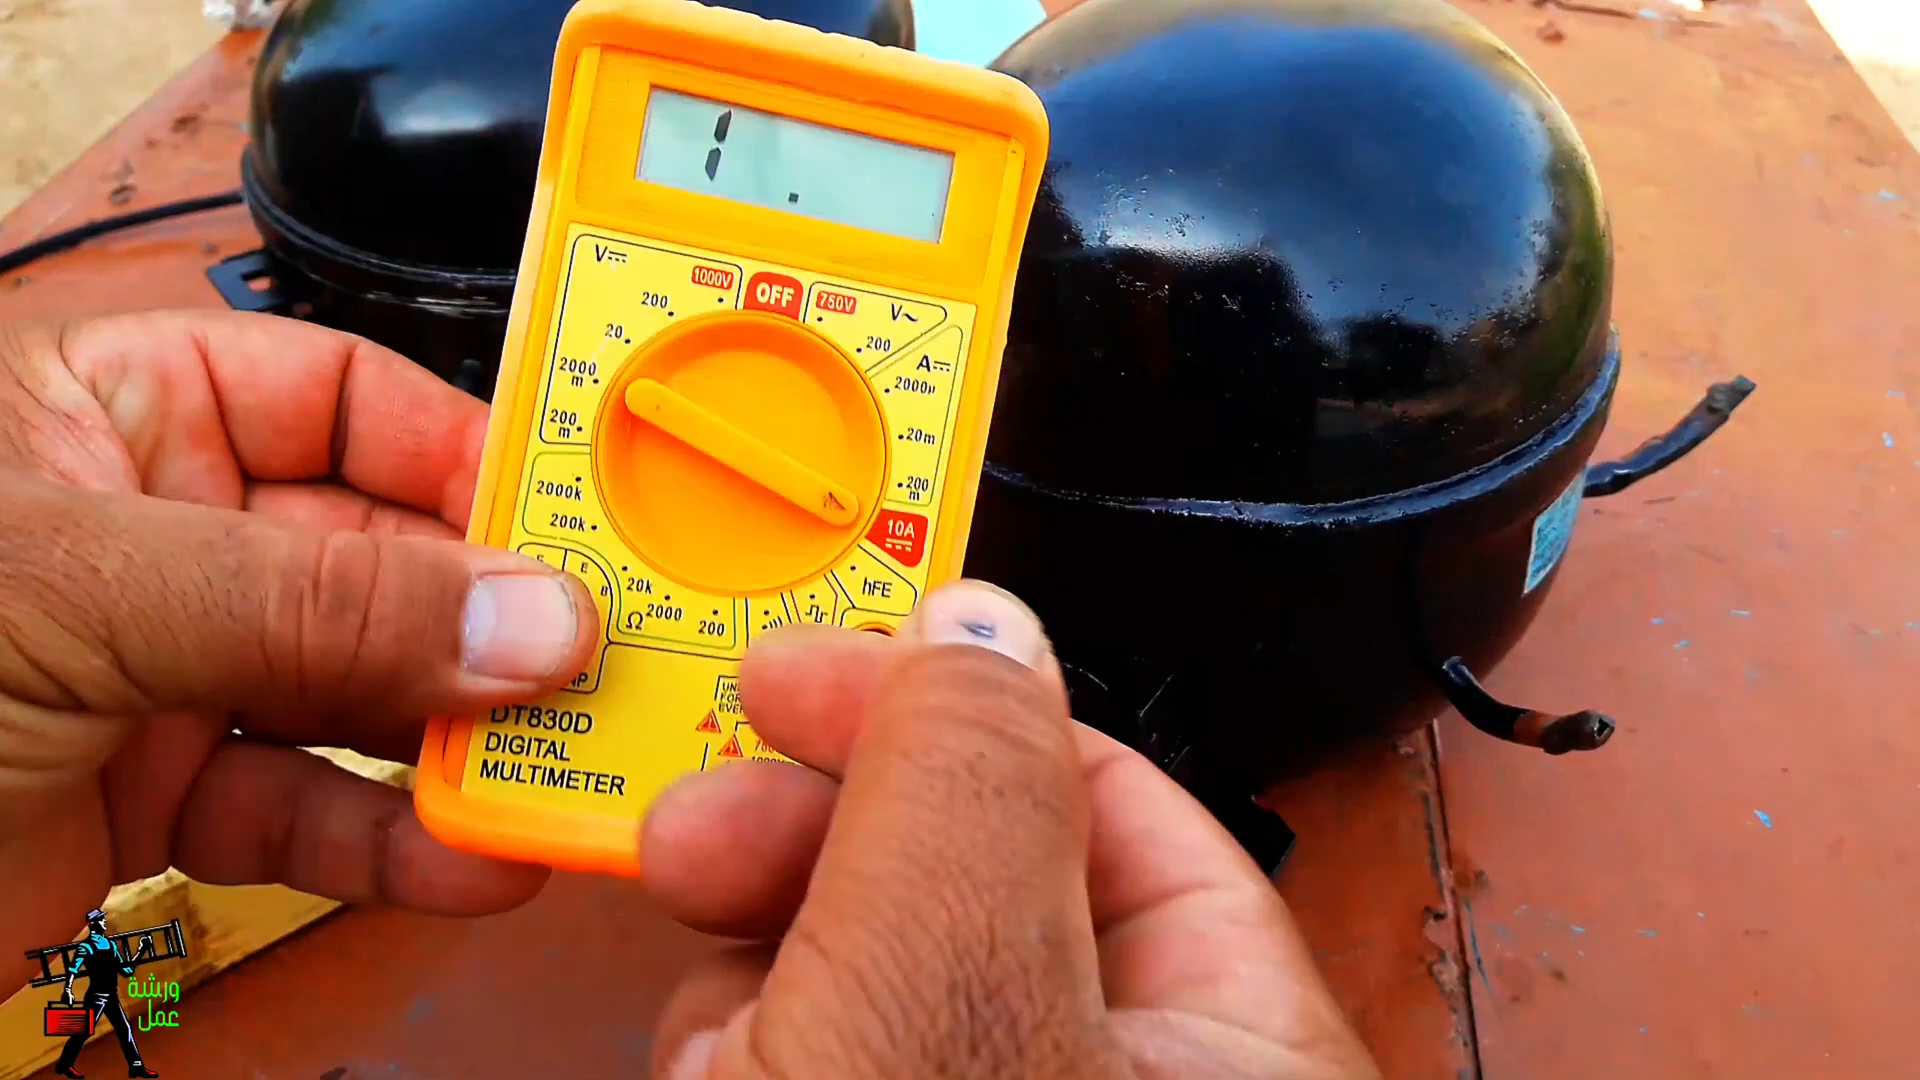 1.
V⎓
1000V
OFF
750V
V~
200
200
A⎓
20
2000µ
2000
m
20m
200
m
200
m
2000k
10A
200k
E
B
20k
hFE
Ω
2000
200
DT830D
DIGITAL
MULTIMETER
ورشة
عمل